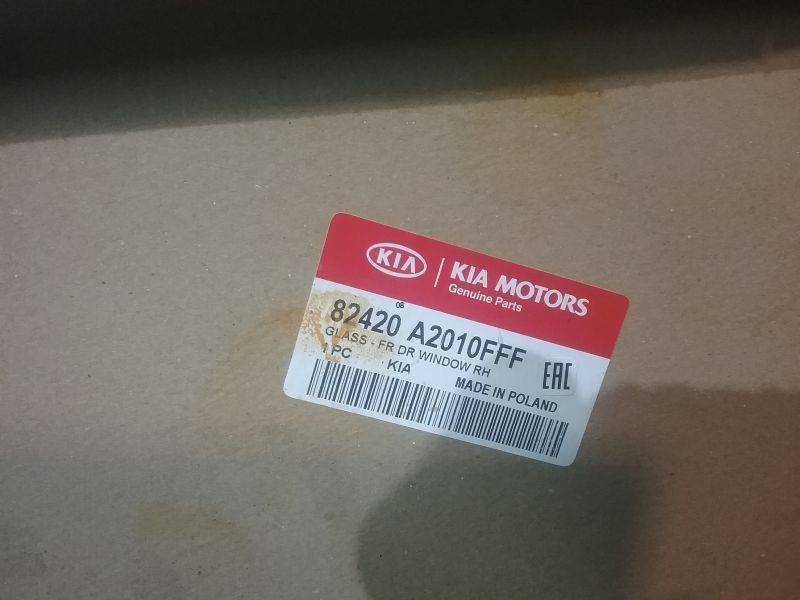 KIA KIA MOTORS
Genuine Parts
08
82420 A2010FFF
GLASS - FR DR WINDOW RH
1 PC KIA MADE IN POLAND
EAC